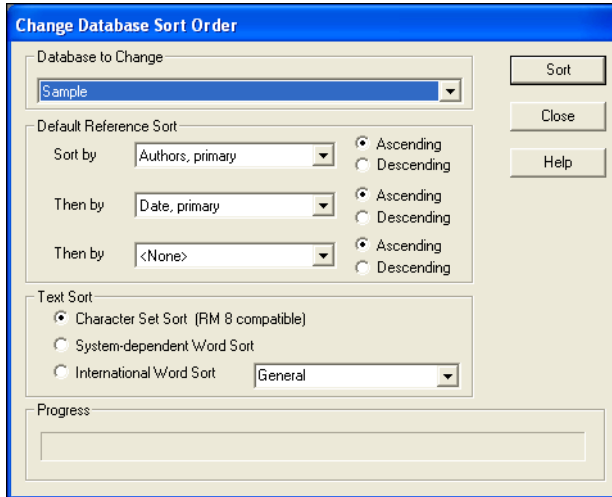 Change Database Sort Order
Database to Change
Sample
Sort
Close
Help
Default Reference Sort
Sort by Authors, primary Ascending
Descending
Then by Date, primary Ascending
Descending
Then by <None> Ascending
Descending
Text Sort
Character Set Sort (RM 8 compatible)
System-dependent Word Sort
International Word Sort General
Progress